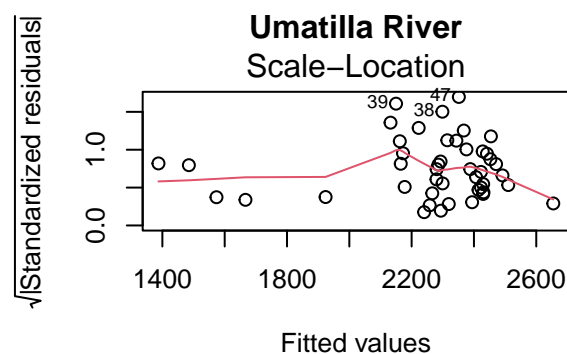 Umatilla River
Scale−Location
√|Standardized residuals|
0.0
1.0
39
38
47
1400
1800
2200
2600
Fitted values